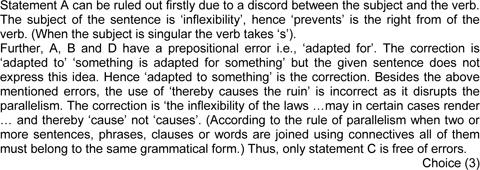 Statement A can be ruled out firstly due to a discord between the subject and the verb.
The subject of the sentence is ‘inflexibility’, hence ‘prevents’ is the right from of the
verb. (When the subject is singular the verb takes ‘s’).
Further, A, B and D have a prepositional error i.e., ‘adapted for’. The correction is
‘adapted to’ ‘something is adapted for something’ but the given sentence does not
express this idea. Hence ‘adapted to something’ is the correction. Besides the above
mentioned errors, the use of ‘thereby causes the ruin’ is incorrect as it disrupts the
parallelism. The correction is ‘the inflexibility of the laws …may in certain cases render
… and thereby ‘cause’ not ‘causes’. (According to the rule of parallelism when two or
more sentences, phrases, clauses or words are joined using connectives all of them
must belong to the same grammatical form.) Thus, only statement C is free of errors.
Choice (3)